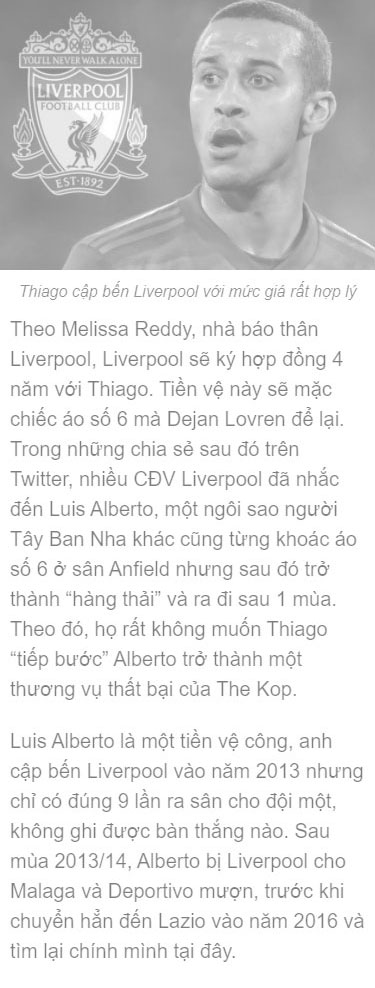 YOU'LL NEVER WALK ALONE
LIVERPOOL
FOOTBALL CLUB
EST·1892
Thiago cập bến Liverpool với mức giá rất hợp lý
Theo Melissa Reddy, nhà báo thân
Liverpool, Liverpool sẽ ký hợp đồng 4
năm với Thiago. Tiền vệ này sẽ mặc
chiếc áo số 6 mà Dejan Lovren để lại.
Trong những chia sẻ sau đó trên
Twitter, nhiều CĐV Liverpool đã nhắc
đến Luis Alberto, một ngôi sao người
Tây Ban Nha khác cũng từng khoác áo
số 6 ở sân Anfield nhưng sau đó trở
thành “hàng thải” và ra đi sau 1 mùa.
Theo đó, họ rất không muốn Thiago
“tiếp bước” Alberto trở thành một
thương vụ thất bại của The Kop.
Luis Alberto là một tiền vệ công, anh
cập bến Liverpool vào năm 2013 nhưng
chỉ có đúng 9 lần ra sân cho đội một,
không ghi được bàn thắng nào. Sau
mùa 2013/14, Alberto bị Liverpool cho
Malaga và Deportivo mượn, trước khi
chuyển hẳn đến Lazio vào năm 2016 và
tìm lại chính mình tại đây.